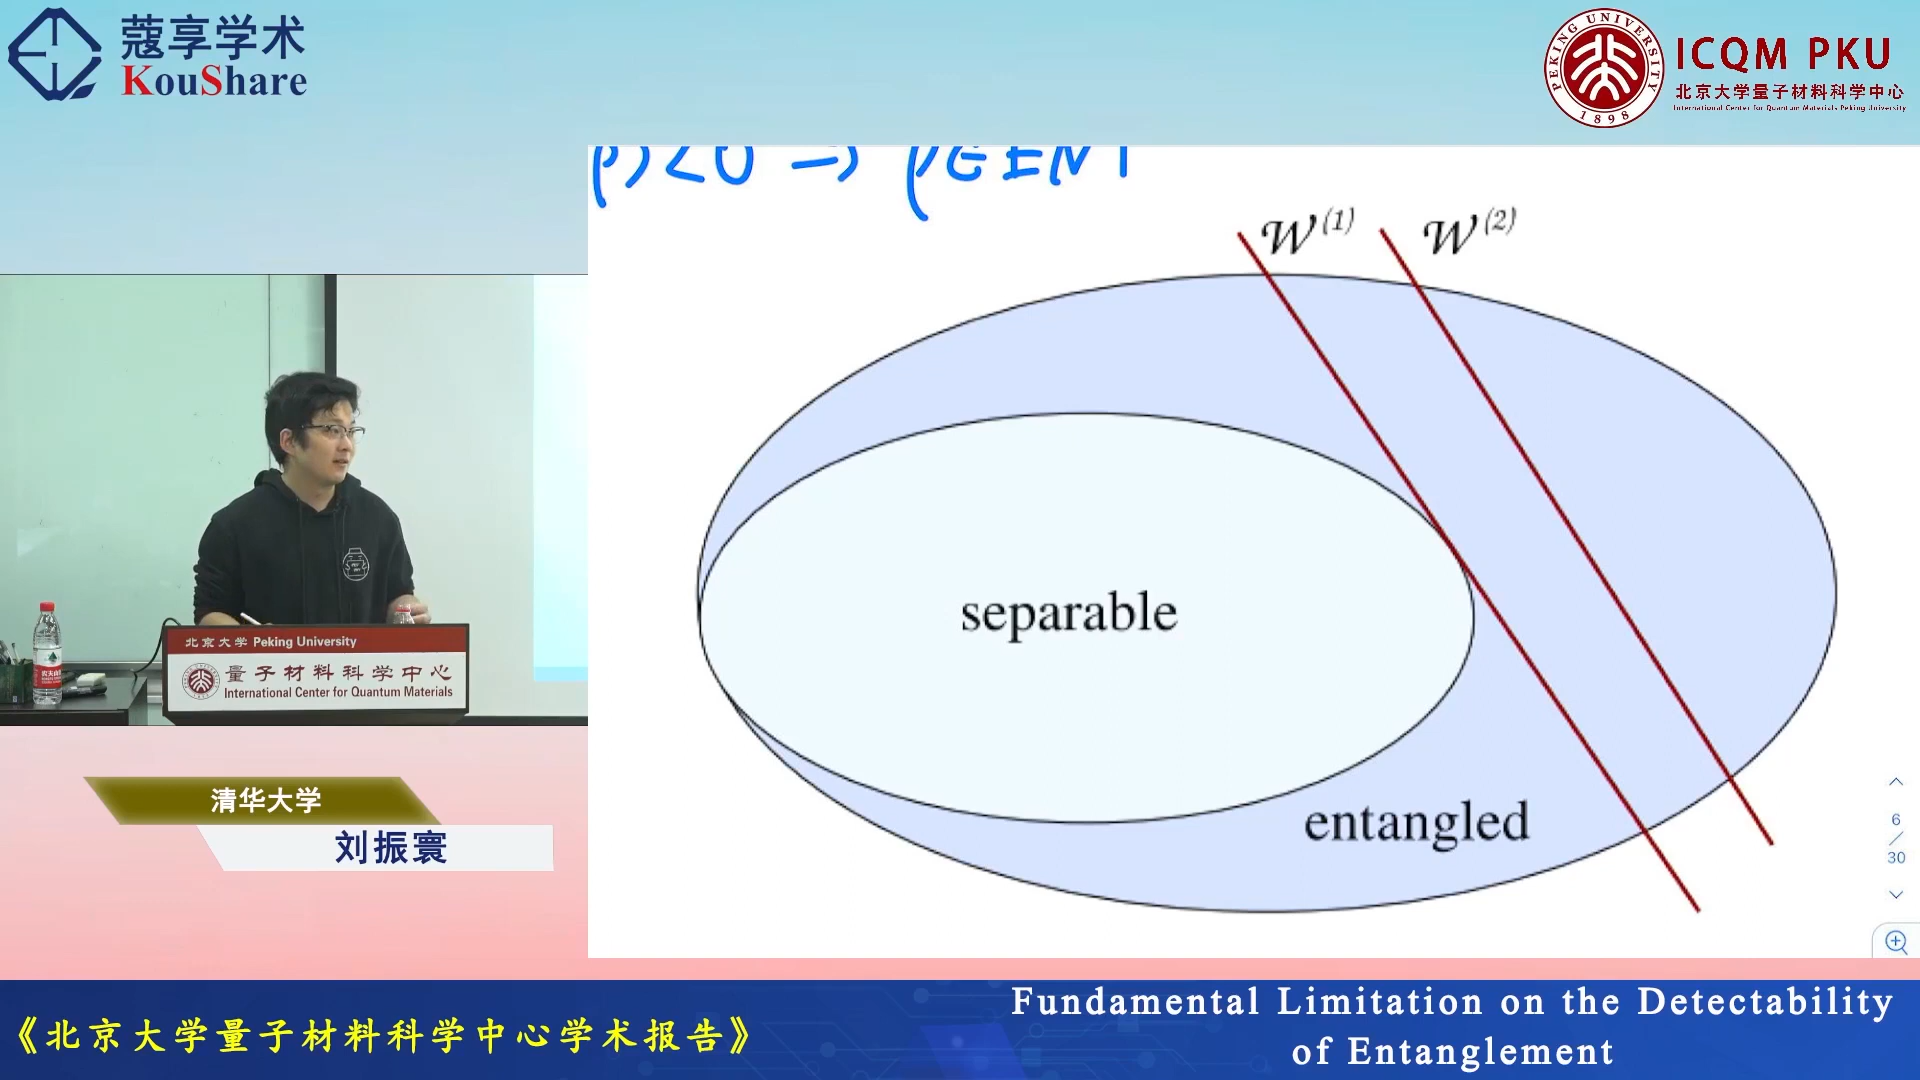 蔻享学术
KouShare
PEKING UNIVERSITY
1898
ICQM PKU
北京大学量子材料科学中心
International Center for Quantum Materials Peking University
W(1)
W(2)
separable
entangled
北京大学 Peking University
量子材料科学中心
International Center for Quantum Materials
清华大学
刘振寰
6
/
30
《北京大学量子材料科学中心学术报告》
Fundamental Limitation on the Detectability
of Entanglement